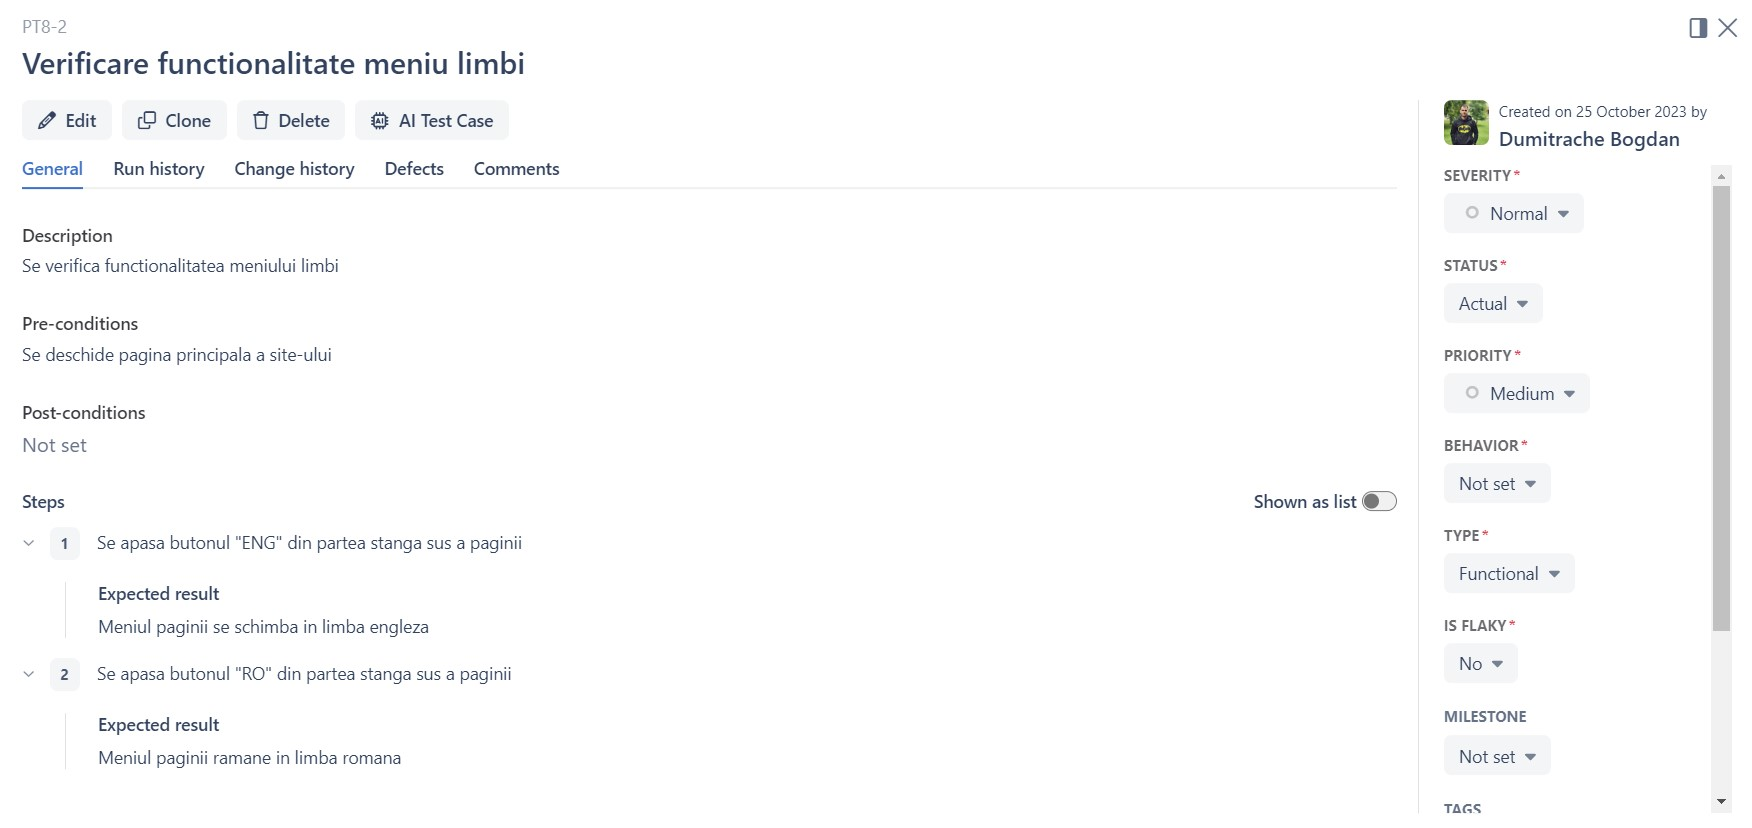 PT8-2
Verificare functionalitate meniu limbi
Edit
Clone
Delete
AI Test Case
General
Run history
Change history
Defects
Comments
Description
Se verifica functionalitatea meniului limbi
Pre-conditions
Se deschide pagina principala a site-ului
Post-conditions
Not set
Steps
Shown as list
1
Se apasa butonul "ENG" din partea stanga sus a paginii
Expected result
Meniul paginii se schimba in limba engleza
2
Se apasa butonul "RO" din partea stanga sus a paginii
Expected result
Meniul paginii ramane in limba romana
Created on 25 October 2023 by
Dumitrache Bogdan
SEVERITY*
Normal
STATUS*
Actual
PRIORITY*
Medium
BEHAVIOR*
Not set
TYPE*
Functional
IS FLAKY*
No
MILESTONE
Not set
TAGS